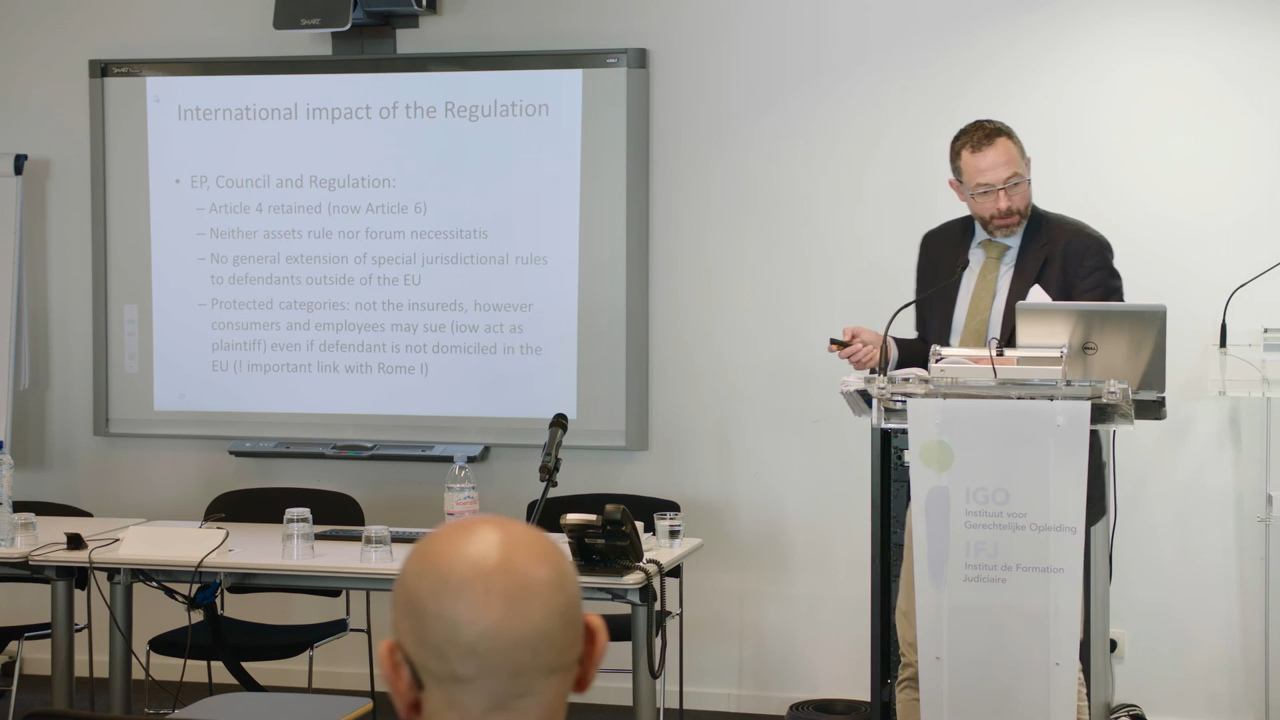 SMART
International impact of the Regulation
• EP, Council and Regulation:
– Article 4 retained (now Article 6)
– Neither assets rule nor forum necessitatis
– No general extension of special jurisdictional rules
to defendants outside of the EU
– Protected categories: not the insureds, however
consumers and employees may sue (iow act as
plaintiff) even if defendant is not domiciled in the
EU (! important link with Rome I)
DELL
IGO
Instituut voor
Gerechtelijke Opleiding
IFJ
Institut de Formation
Judiciaire